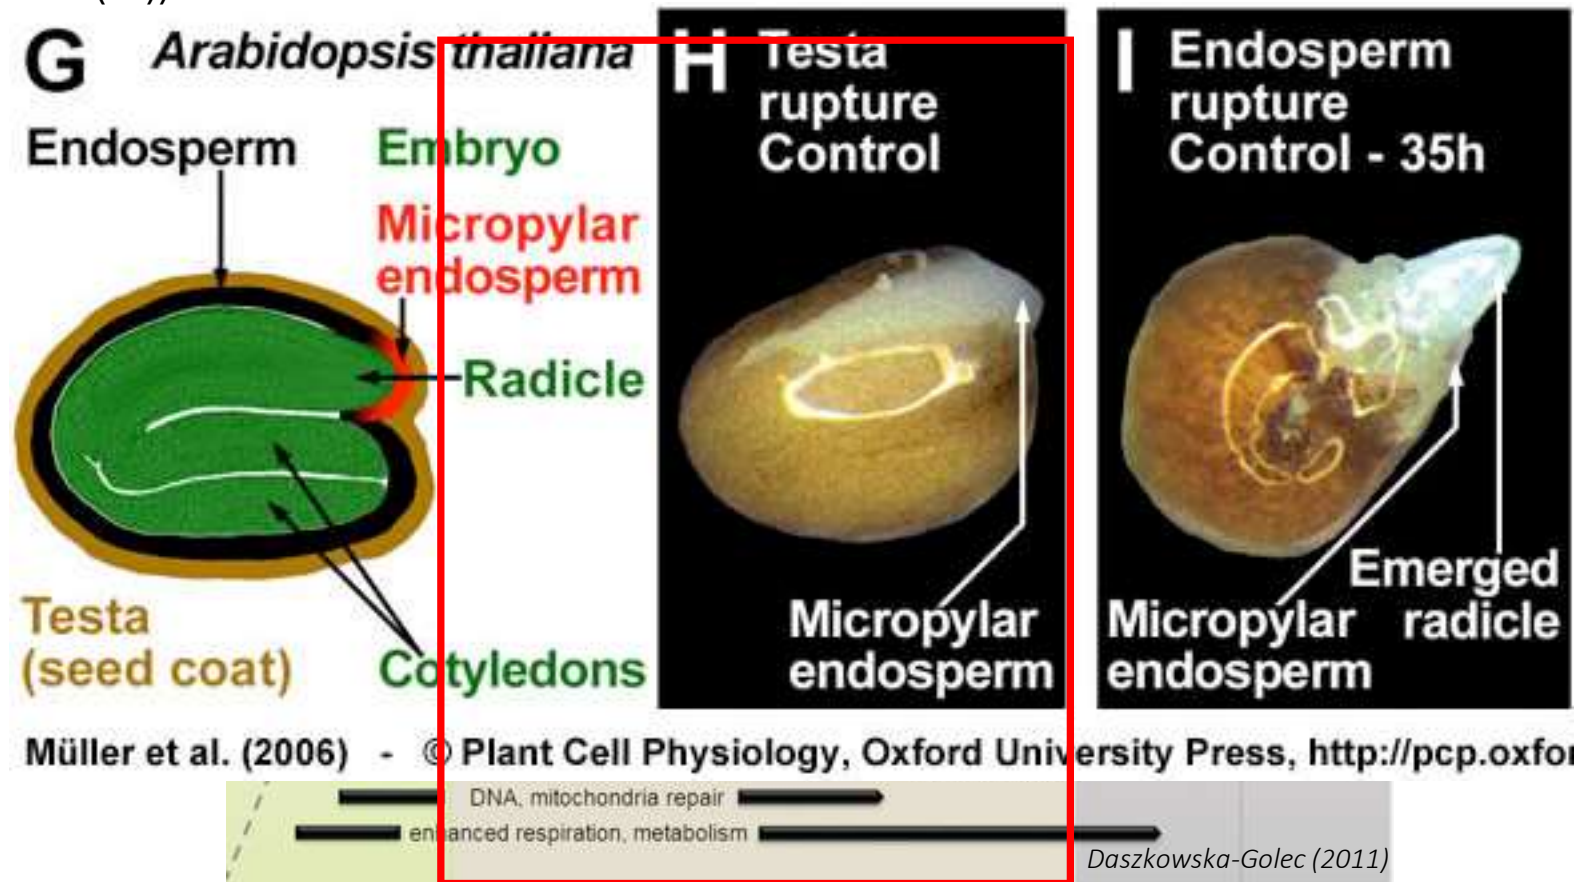 G Arabidopsis thaliana
Endosperm
Embryo
Micropylar
endosperm
Radicle
Testa
(seed coat)
Cotyledons
H Testa
rupture
Control
Micropylar
endosperm
I Endosperm
rupture
Control - 35h
Emerged
radicle
Micropylar
endosperm
Müller et al. (2006) - © Plant Cell Physiology, Oxford University Press, http://pcp.oxfor
DNA, mitochondria repair
enhanced respiration, metabolism
Daszkowska-Golec (2011)